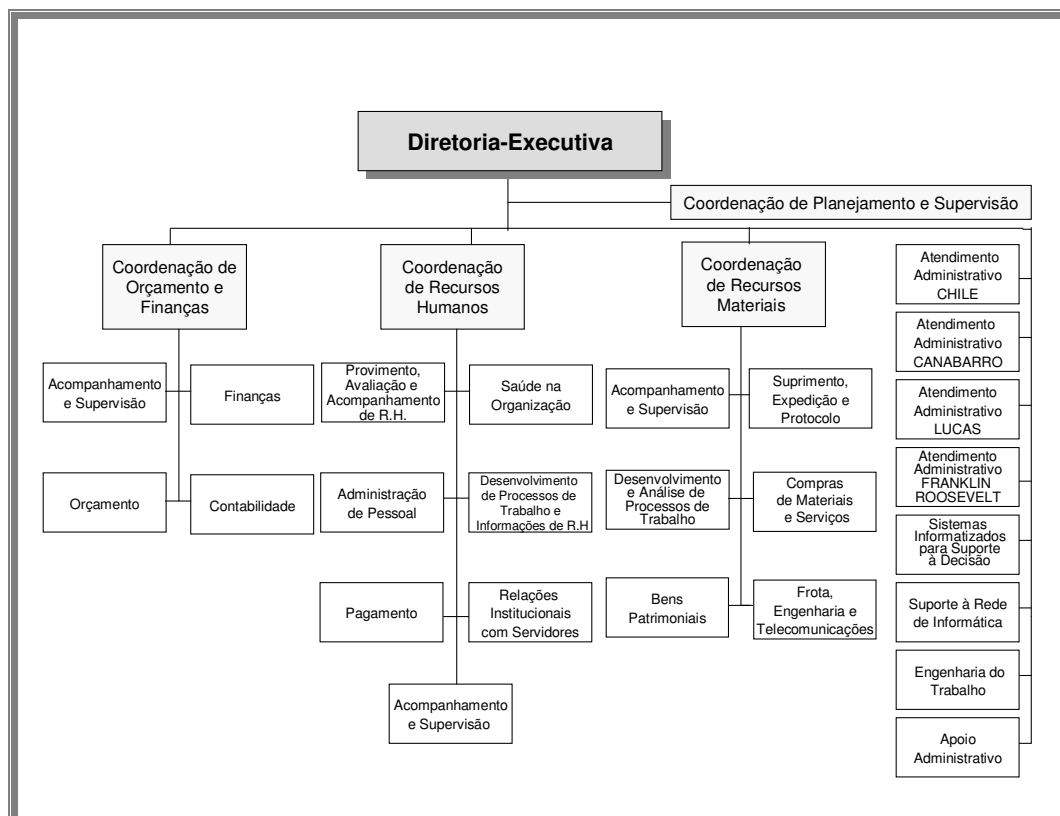 Diretoria-Executiva
Coordenação de Planejamento e Supervisão
Coordenação de
Orçamento e
Finanças
Acompanhamento
e Supervisão
Finanças
Orçamento
Contabilidade
Coordenação
de Recursos
Humanos
Provimento,
Avaliação e
Acompanhamento
de R.H.
Saúde na
Organização
Administração
de Pessoal
Desenvolvimento
de Processos de
Trabalho e
Informações de R.H
Pagamento
Relações
Institucionais
com Servidores
Acompanhamento
e Supervisão
Coordenação
de Recursos
Materiais
Acompanhamento
e Supervisão
Suprimento,
Expedição e
Protocolo
Desenvolvimento
e Análise de
Processos de
Trabalho
Compras
de Materiais
e Serviços
Bens
Patrimoniais
Frota,
Engenharia e
Telecomunicações
Atendimento
Administrativo
CHILE
Atendimento
Administrativo
CANABARRO
Atendimento
Administrativo
LUCAS
Atendimento
Administrativo
FRANKLIN
ROOSEVELT
Sistemas
Informatizados
para Suporte
à Decisão
Suporte à Rede
de Informática
Engenharia do
Trabalho
Apoio
Administrativo